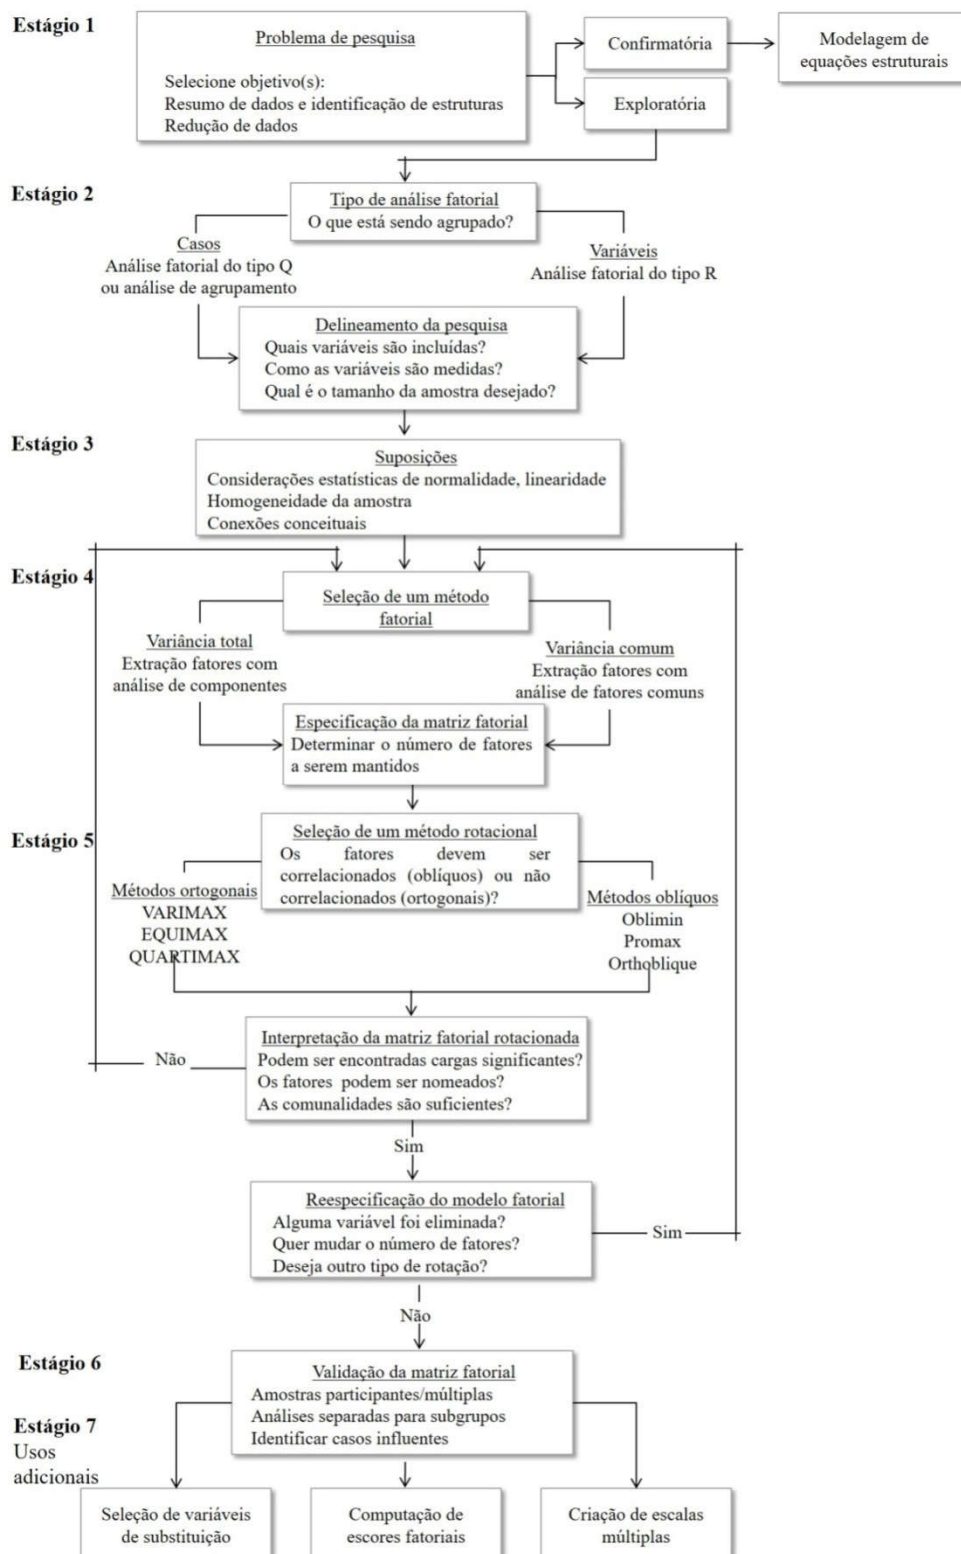 Estágio 1
Problema de pesquisa
Selecione objetivo(s):
Resumo de dados e identificação de estruturas
Redução de dados
Confirmatória
Exploratória
Modelagem de
equações estruturais
Estágio 2
Tipo de análise fatorial
O que está sendo agrupado?
Casos
Análise fatorial do tipo Q
ou análise de agrupamento
Variáveis
Análise fatorial do tipo R
Delineamento da pesquisa
Quais variáveis são incluídas?
Como as variáveis são medidas?
Qual é o tamanho da amostra desejado?
Estágio 3
Suposições
Considerações estatísticas de normalidade, linearidade
Homogeneidade da amostra
Conexões conceituais
Estágio 4
Seleção de um método
fatorial
Variância total
Extração fatores com
análise de componentes
Variância comum
Extração fatores com
análise de fatores comuns
Especificação da matriz fatorial
Determinar o número de fatores
a serem mantidos
Estágio 5
Seleção de um método rotacional
Os fatores devem ser
correlacionados (oblíquos) ou não
correlacionados (ortogonais)?
Métodos ortogonais
VARIMAX
EQUIMAX
QUARTIMAX
Métodos oblíquos
Oblimin
Promax
Orthoblique
Interpretação da matriz fatorial rotacionada
Podem ser encontradas cargas significantes?
Os fatores podem ser nomeados?
As comunalidades são suficientes?
Não
Sim
Reespecificação do modelo fatorial
Alguma variável foi eliminada?
Quer mudar o número de fatores?
Deseja outro tipo de rotação?
Sim
Não
Estágio 6
Validação da matriz fatorial
Amostras participantes/múltiplas
Análises separadas para subgrupos
Identificar casos influentes
Estágio 7
Usos
adicionais
Seleção de variáveis
de substituição
Computação de
escores fatoriais
Criação de escalas
múltiplas